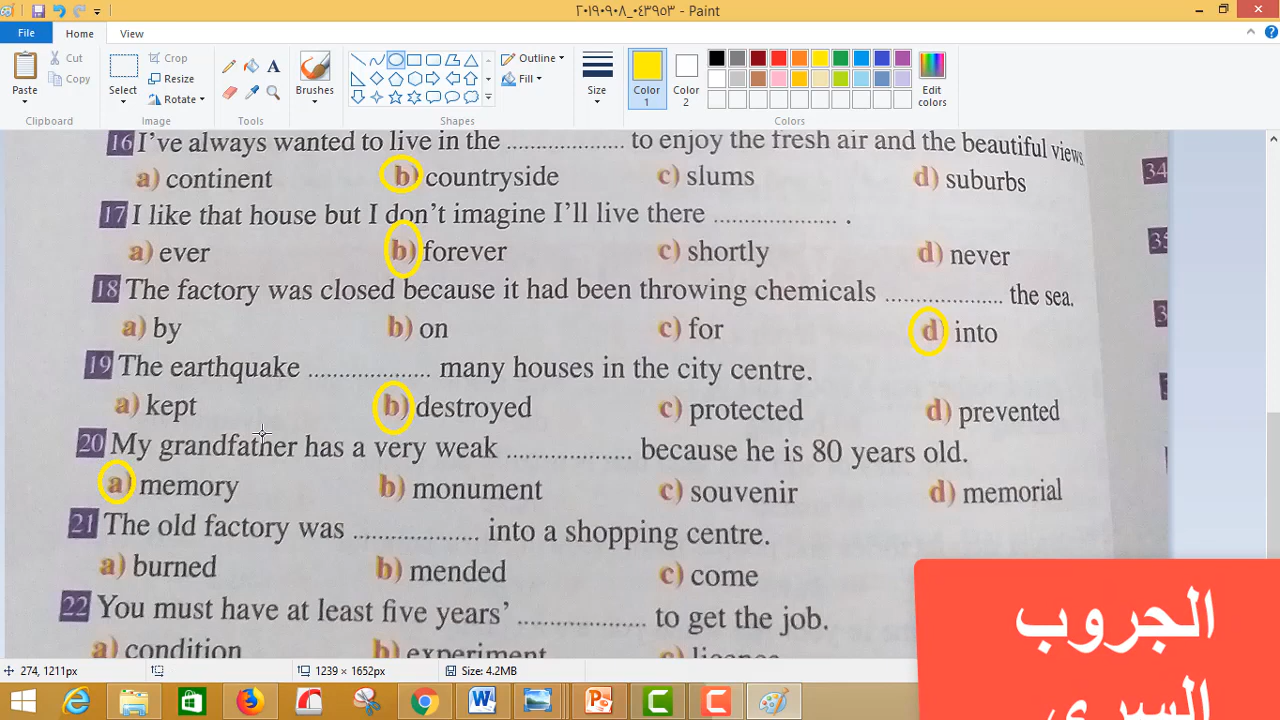 ٢٠١٩٠٩٠٨_٠٤٣٩٥٣ - Paint
File Home View
Paste Cut Copy Clipboard
Select Crop Resize Rotate Image
Tools
Brushes
Outline Fill Shapes
Size
Color 1 Color 2 Edit colors Colors
16 I've always wanted to live in the .................... to enjoy the fresh air and the beautiful views
a) continent b) countryside c) slums d) suburbs
34
17 I like that house but I don't imagine I'll live there .................... .
a) ever b) forever c) shortly d) never
35
18 The factory was closed because it had been throwing chemicals .................... the sea.
a) by b) on c) for d) into
19 The earthquake .................... many houses in the city centre.
a) kept b) destroyed c) protected d) prevented
20 My grandfather has a very weak .................... because he is 80 years old.
a) memory b) monument c) souvenir d) memorial
21 The old factory was .................... into a shopping centre.
a) burned b) mended c) come
22 You must have at least five years' .................... to get the job.
a) condition b) experiment c) licence
الجروب
السرى
274, 1211px 1239 × 1652px Size: 4.2MB